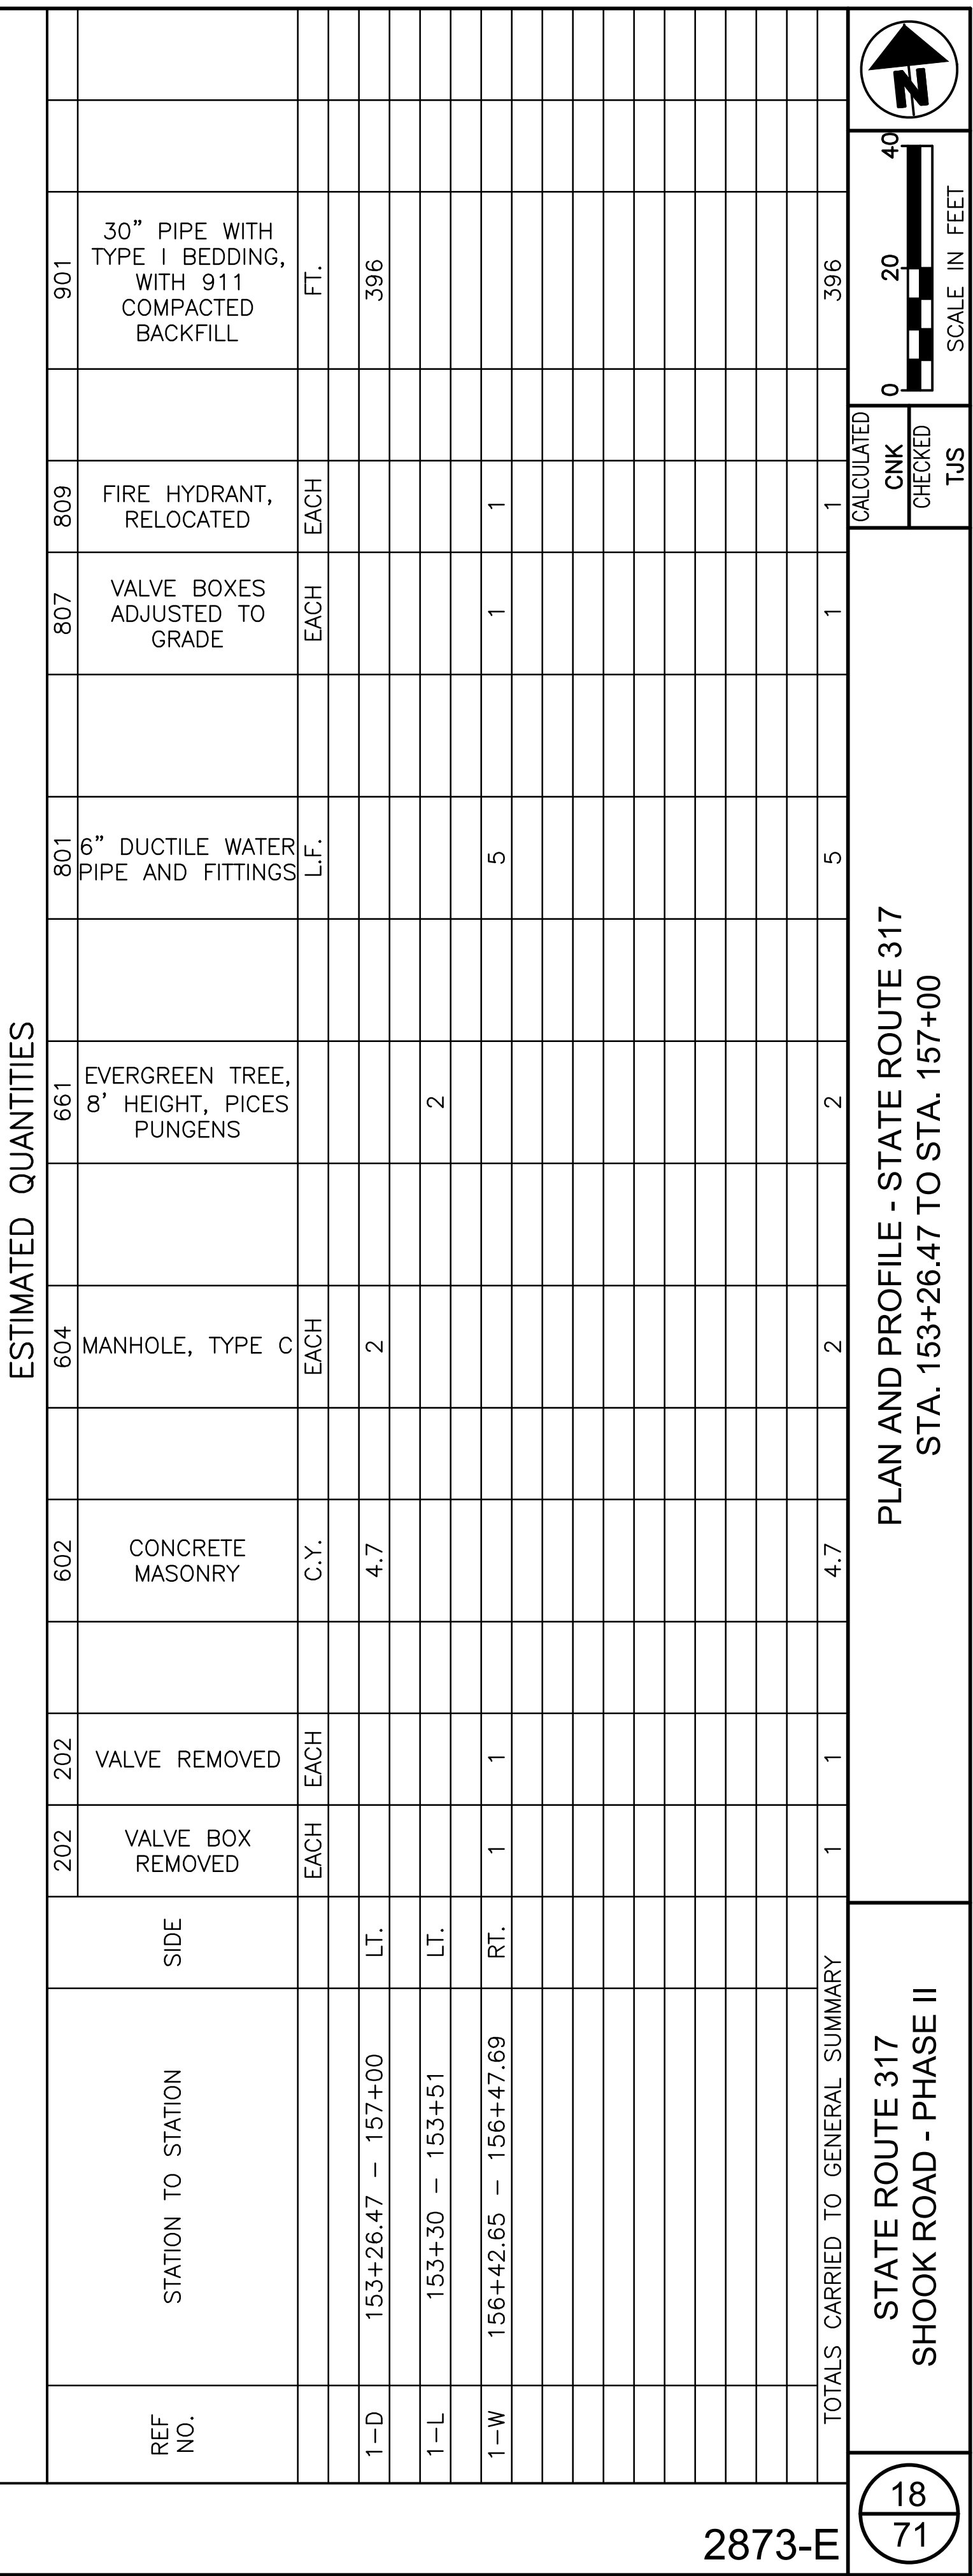 ESTIMATED QUANTITIES
REF
NO.
STATION TO STATION
SIDE
202
VALVE BOX
REMOVED
EACH
202
VALVE REMOVED
EACH
602
CONCRETE
MASONRY
C.Y.
604
MANHOLE, TYPE C
EACH
661
EVERGREEN TREE,
8' HEIGHT, PICES
PUNGENS
801
6" DUCTILE WATER
PIPE AND FITTINGS
L.F.
807
VALVE BOXES
ADJUSTED TO
GRADE
EACH
809
FIRE HYDRANT,
RELOCATED
EACH
901
30" PIPE WITH
TYPE I BEDDING,
WITH 911
COMPACTED
BACKFILL
FT.
1-D 153+26.47 - 157+00 LT. 4.7 2 396
1-L 153+30 - 153+51 LT. 2
1-W 156+42.65 - 156+47.69 RT. 1 1 5 1 1
TOTALS CARRIED TO GENERAL SUMMARY 1 1 4.7 2 2 5 1 1 396
2873-E
18
71
STATE ROUTE 317
SHOOK ROAD - PHASE II
PLAN AND PROFILE - STATE ROUTE 317
STA. 153+26.47 TO STA. 157+00
CALCULATED
CNK
CHECKED
TJS
0 20 40
SCALE IN FEET
N